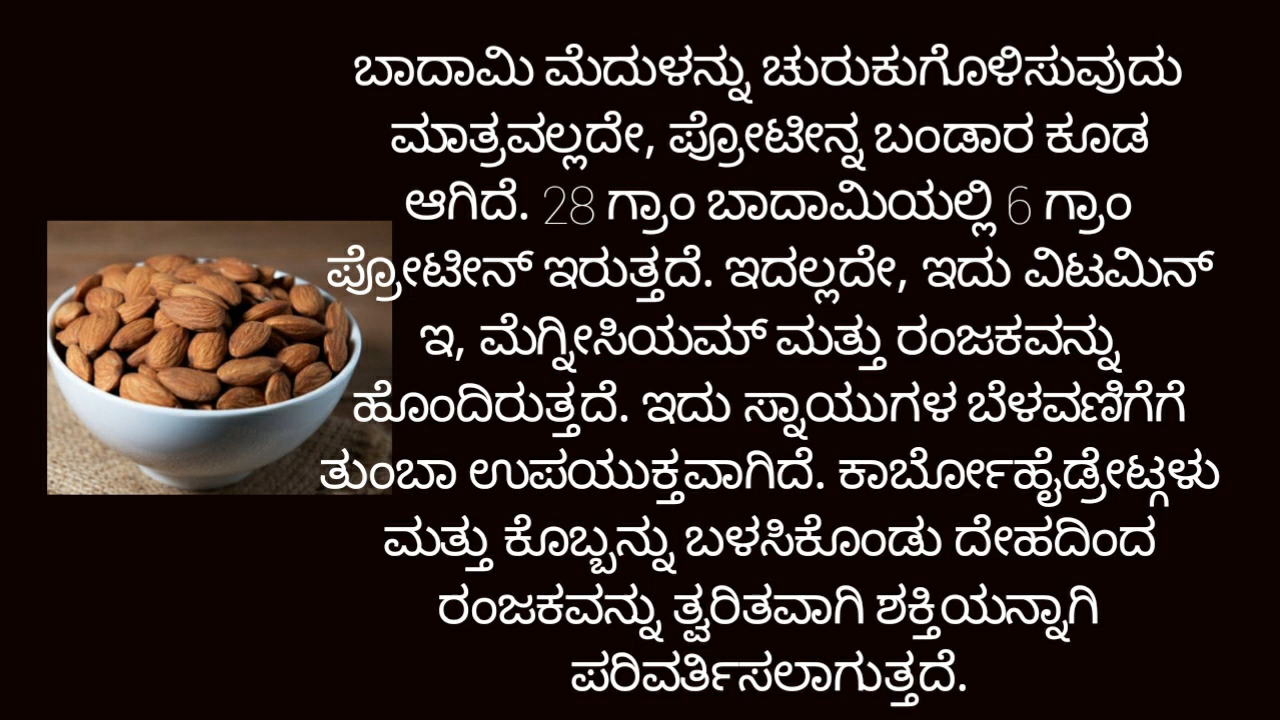 ಬಾದಾಮಿ ಮೆದುಳನ್ನು ಚುರುಕುಗೊಳಿಸುವುದು
ಮಾತ್ರವಲ್ಲದೇ, ಪ್ರೋಟೀನ್ನ ಬಂಡಾರ ಕೂಡ
ಆಗಿದೆ. 28 ಗ್ರಾಂ ಬಾದಾಮಿಯಲ್ಲಿ 6 ಗ್ರಾಂ
ಪ್ರೋಟೀನ್ ಇರುತ್ತದೆ. ಇದಲ್ಲದೇ, ಇದು ವಿಟಮಿನ್
ಇ, ಮೆಗ್ನೀಸಿಯಮ್ ಮತ್ತು ರಂಜಕವನ್ನು
ಹೊಂದಿರುತ್ತದೆ. ಇದು ಸ್ನಾಯುಗಳ ಬೆಳವಣಿಗೆಗೆ
ತುಂಬಾ ಉಪಯುಕ್ತವಾಗಿದೆ. ಕಾರ್ಬೋಹೈಡ್ರೇಟ್ಗಳು
ಮತ್ತು ಕೊಬ್ಬನ್ನು ಬಳಸಿಕೊಂಡು ದೇಹದಿಂದ
ರಂಜಕವನ್ನು ತ್ವರಿತವಾಗಿ ಶಕ್ತಿಯನ್ನಾಗಿ
ಪರಿವರ್ತಿಸಲಾಗುತ್ತದೆ.